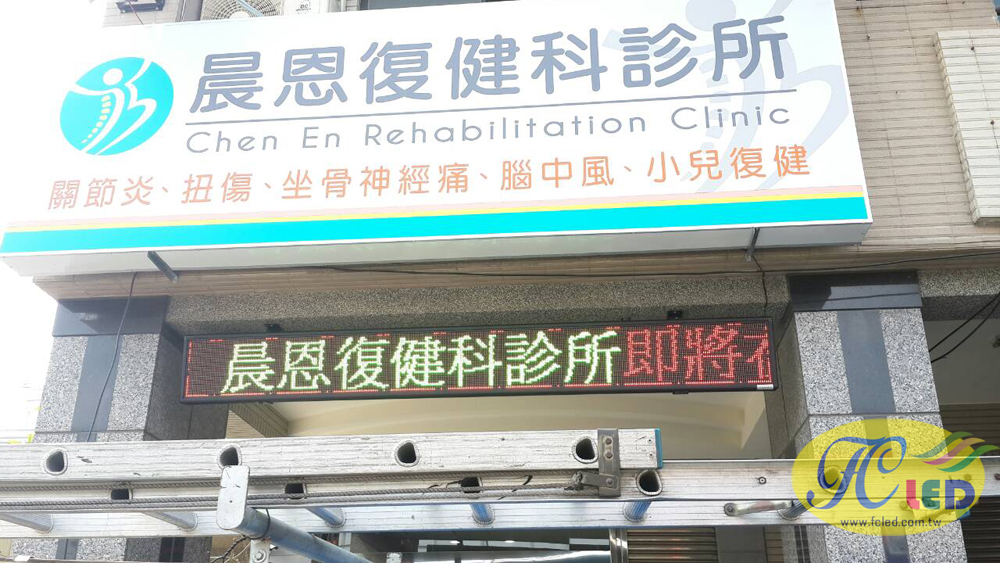 晨恩復健科診所
Chen En Rehabilitation Clinic
關節炎、扭傷、坐骨神經痛、腦中風、小兒復健
晨恩復健科診所即將在
FC LED
www.fcled.com.tw